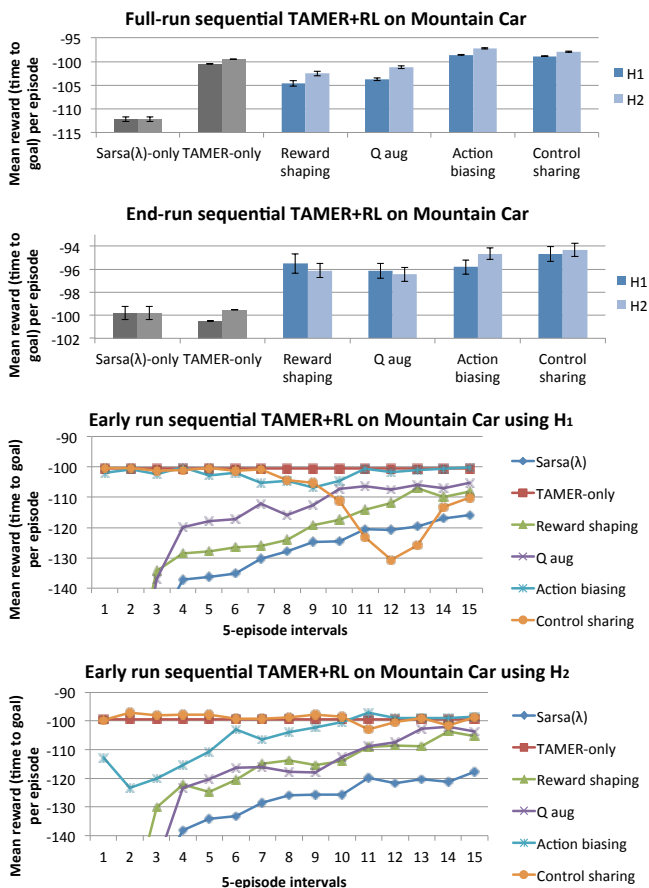 Full-run sequential TAMER+RL on Mountain Car
Mean reward (time to
goal) per episode
-95
-100
-105
-110
-115
Sarsa(λ)-only
TAMER-only
Reward
shaping
Q aug
Action
biasing
Control
sharing
H1
H2
End-run sequential TAMER+RL on Mountain Car
Mean reward (time to
goal) per episode
-94
-96
-98
-100
-102
Sarsa(λ)-only
TAMER-only
Reward
shaping
Q aug
Action
biasing
Control
sharing
H1
H2
Early run sequential TAMER+RL on Mountain Car using H1
Mean reward (time to goal)
per episode
-90
-100
-110
-120
-130
-140
1 2 3 4 5 6 7 8 9 10 11 12 13 14 15
5-episode intervals
Sarsa(λ)
TAMER-only
Reward shaping
Q aug
Action biasing
Control sharing
Early run sequential TAMER+RL on Mountain Car using H2
Mean reward (time to goal)
per episode
-90
-100
-110
-120
-130
-140
1 2 3 4 5 6 7 8 9 10 11 12 13 14 15
5-episode intervals
Sarsa(λ)
TAMER-only
Reward shaping
Q aug
Action biasing
Control sharing